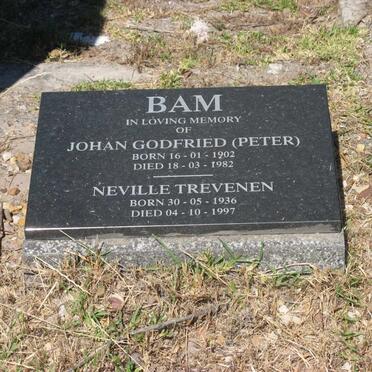 BAM
IN LOVING MEMORY
OF
JOHAN GODFRIED (PETER)
BORN 16 - 01 - 1902
DIED 18 - 03 - 1982
NEVILLE TREVENEN
BORN 30 - 05 - 1936
DIED 04 - 10 - 1997